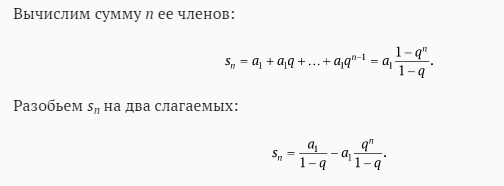 Вычислим сумму n ее членов:
sₙ = a₁ + a₁q + … + a₁qⁿ⁻¹ = a₁ (1 − qⁿ)/(1 − q).
Разобьем sₙ на два слагаемых:
sₙ = a₁/(1 − q) − a₁ qⁿ/(1 − q).